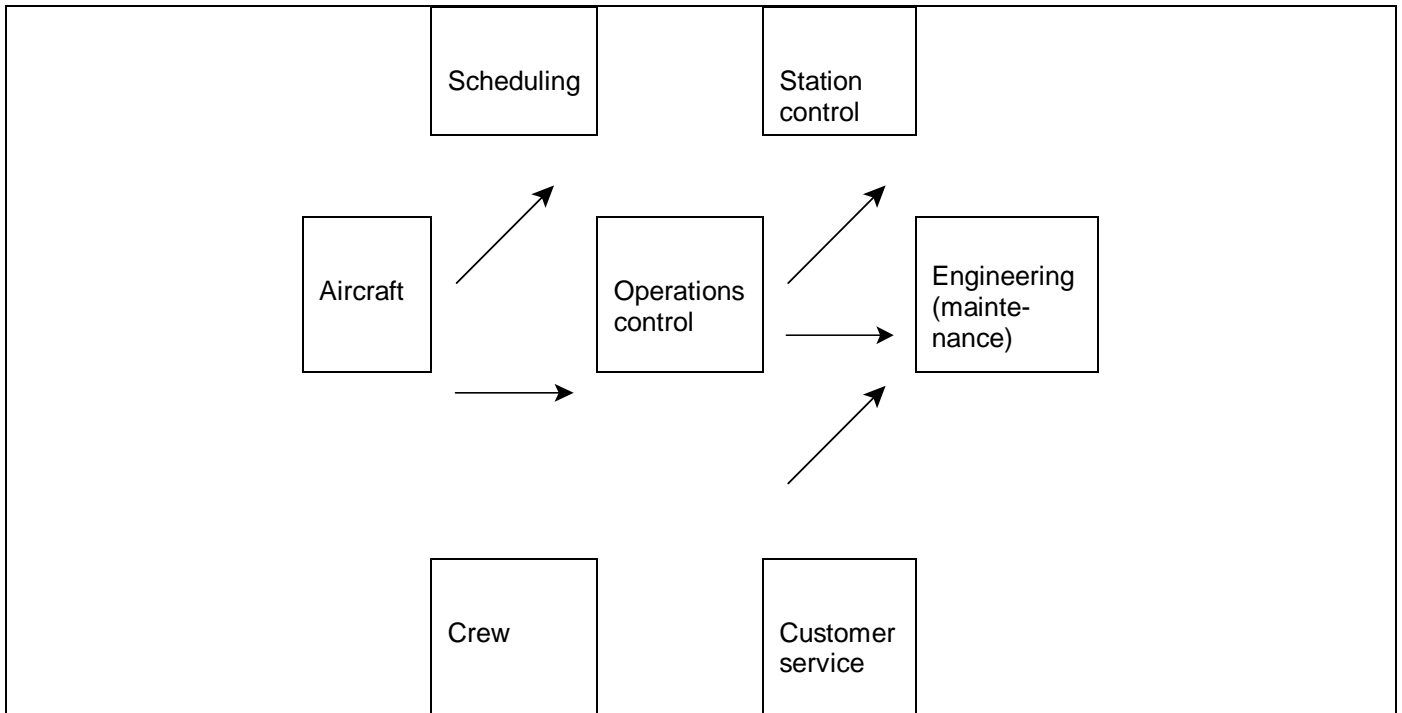 Scheduling
Station
control
Aircraft
Operations
control
Engineering
(mainte-
nance)
Crew
Customer
service